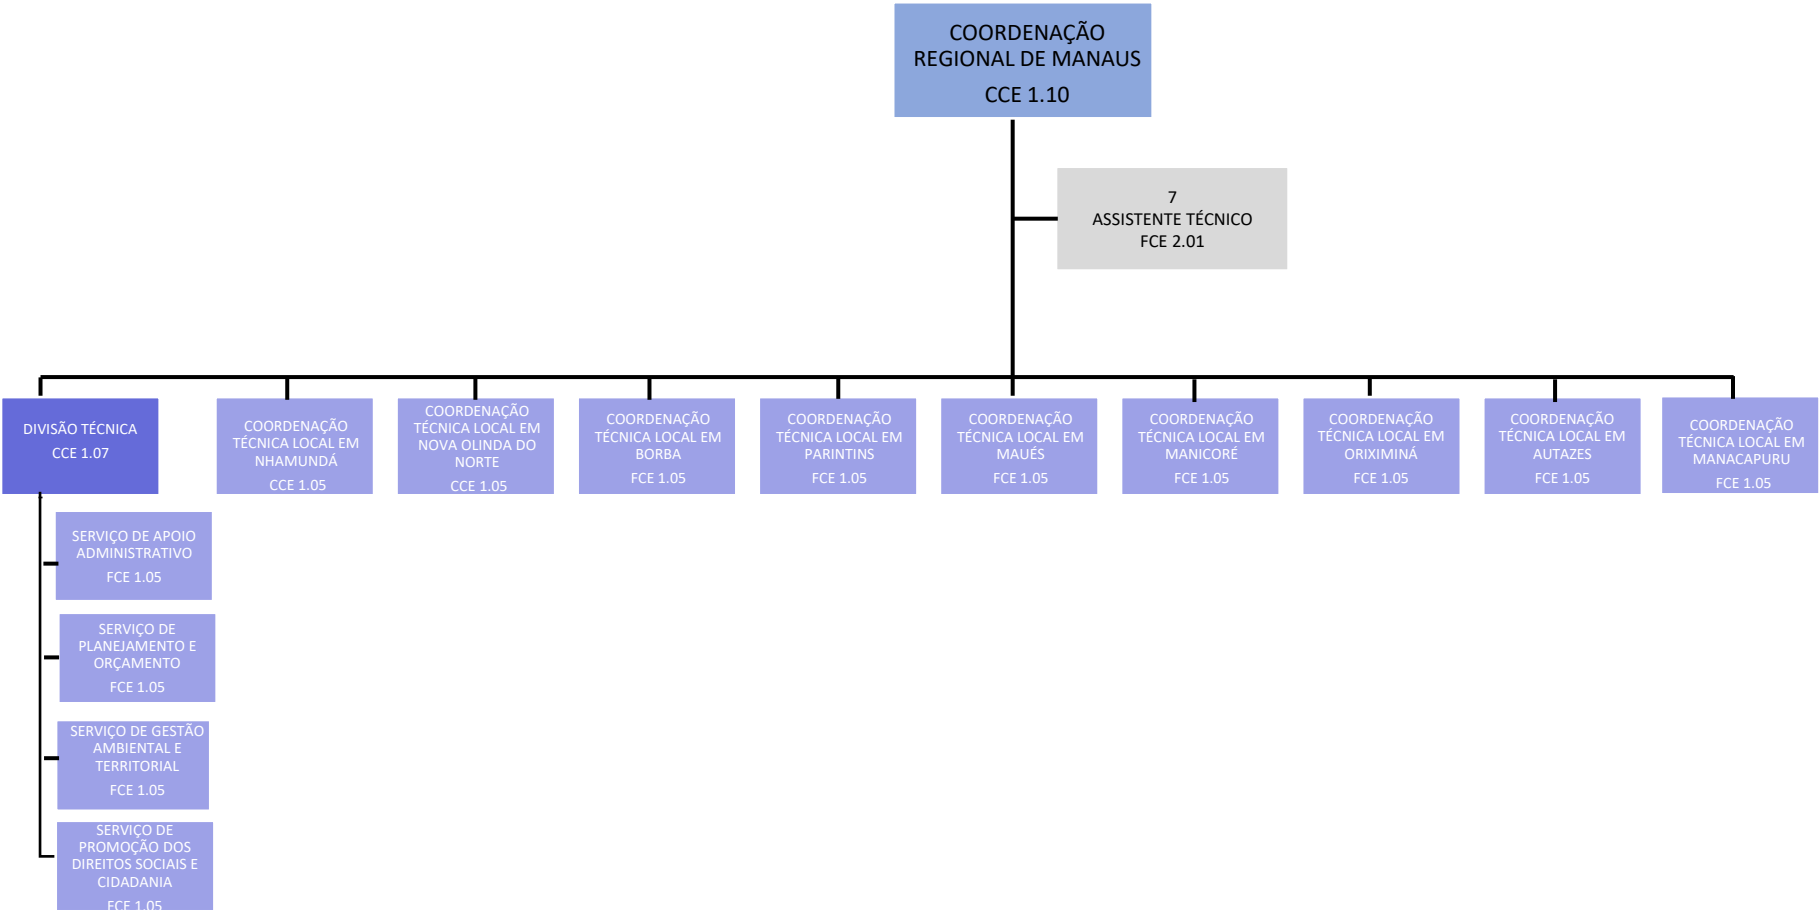 COORDENAÇÃO
REGIONAL DE MANAUS
CCE 1.10
7
ASSISTENTE TÉCNICO
FCE 2.01
DIVISÃO TÉCNICA
CCE 1.07
COORDENAÇÃO
TÉCNICA LOCAL EM
NHAMUNDÁ
CCE 1.05
COORDENAÇÃO
TÉCNICA LOCAL EM
NOVA OLINDA DO
NORTE
CCE 1.05
COORDENAÇÃO
TÉCNICA LOCAL EM
BORBA
FCE 1.05
COORDENAÇÃO
TÉCNICA LOCAL EM
PARINTINS
FCE 1.05
COORDENAÇÃO
TÉCNICA LOCAL EM
MAUÉS
FCE 1.05
COORDENAÇÃO
TÉCNICA LOCAL EM
MANICORÉ
FCE 1.05
COORDENAÇÃO
TÉCNICA LOCAL EM
ORIXIMINÁ
FCE 1.05
COORDENAÇÃO
TÉCNICA LOCAL EM
AUTAZES
FCE 1.05
COORDENAÇÃO
TÉCNICA LOCAL EM
MANACAPURU
FCE 1.05
SERVIÇO DE APOIO
ADMINISTRATIVO
FCE 1.05
SERVIÇO DE
PLANEJAMENTO E
ORÇAMENTO
FCE 1.05
SERVIÇO DE GESTÃO
AMBIENTAL E
TERRITORIAL
FCE 1.05
SERVIÇO DE
PROMOÇÃO DOS
DIREITOS SOCIAIS E
CIDADANIA
FCE 1.05